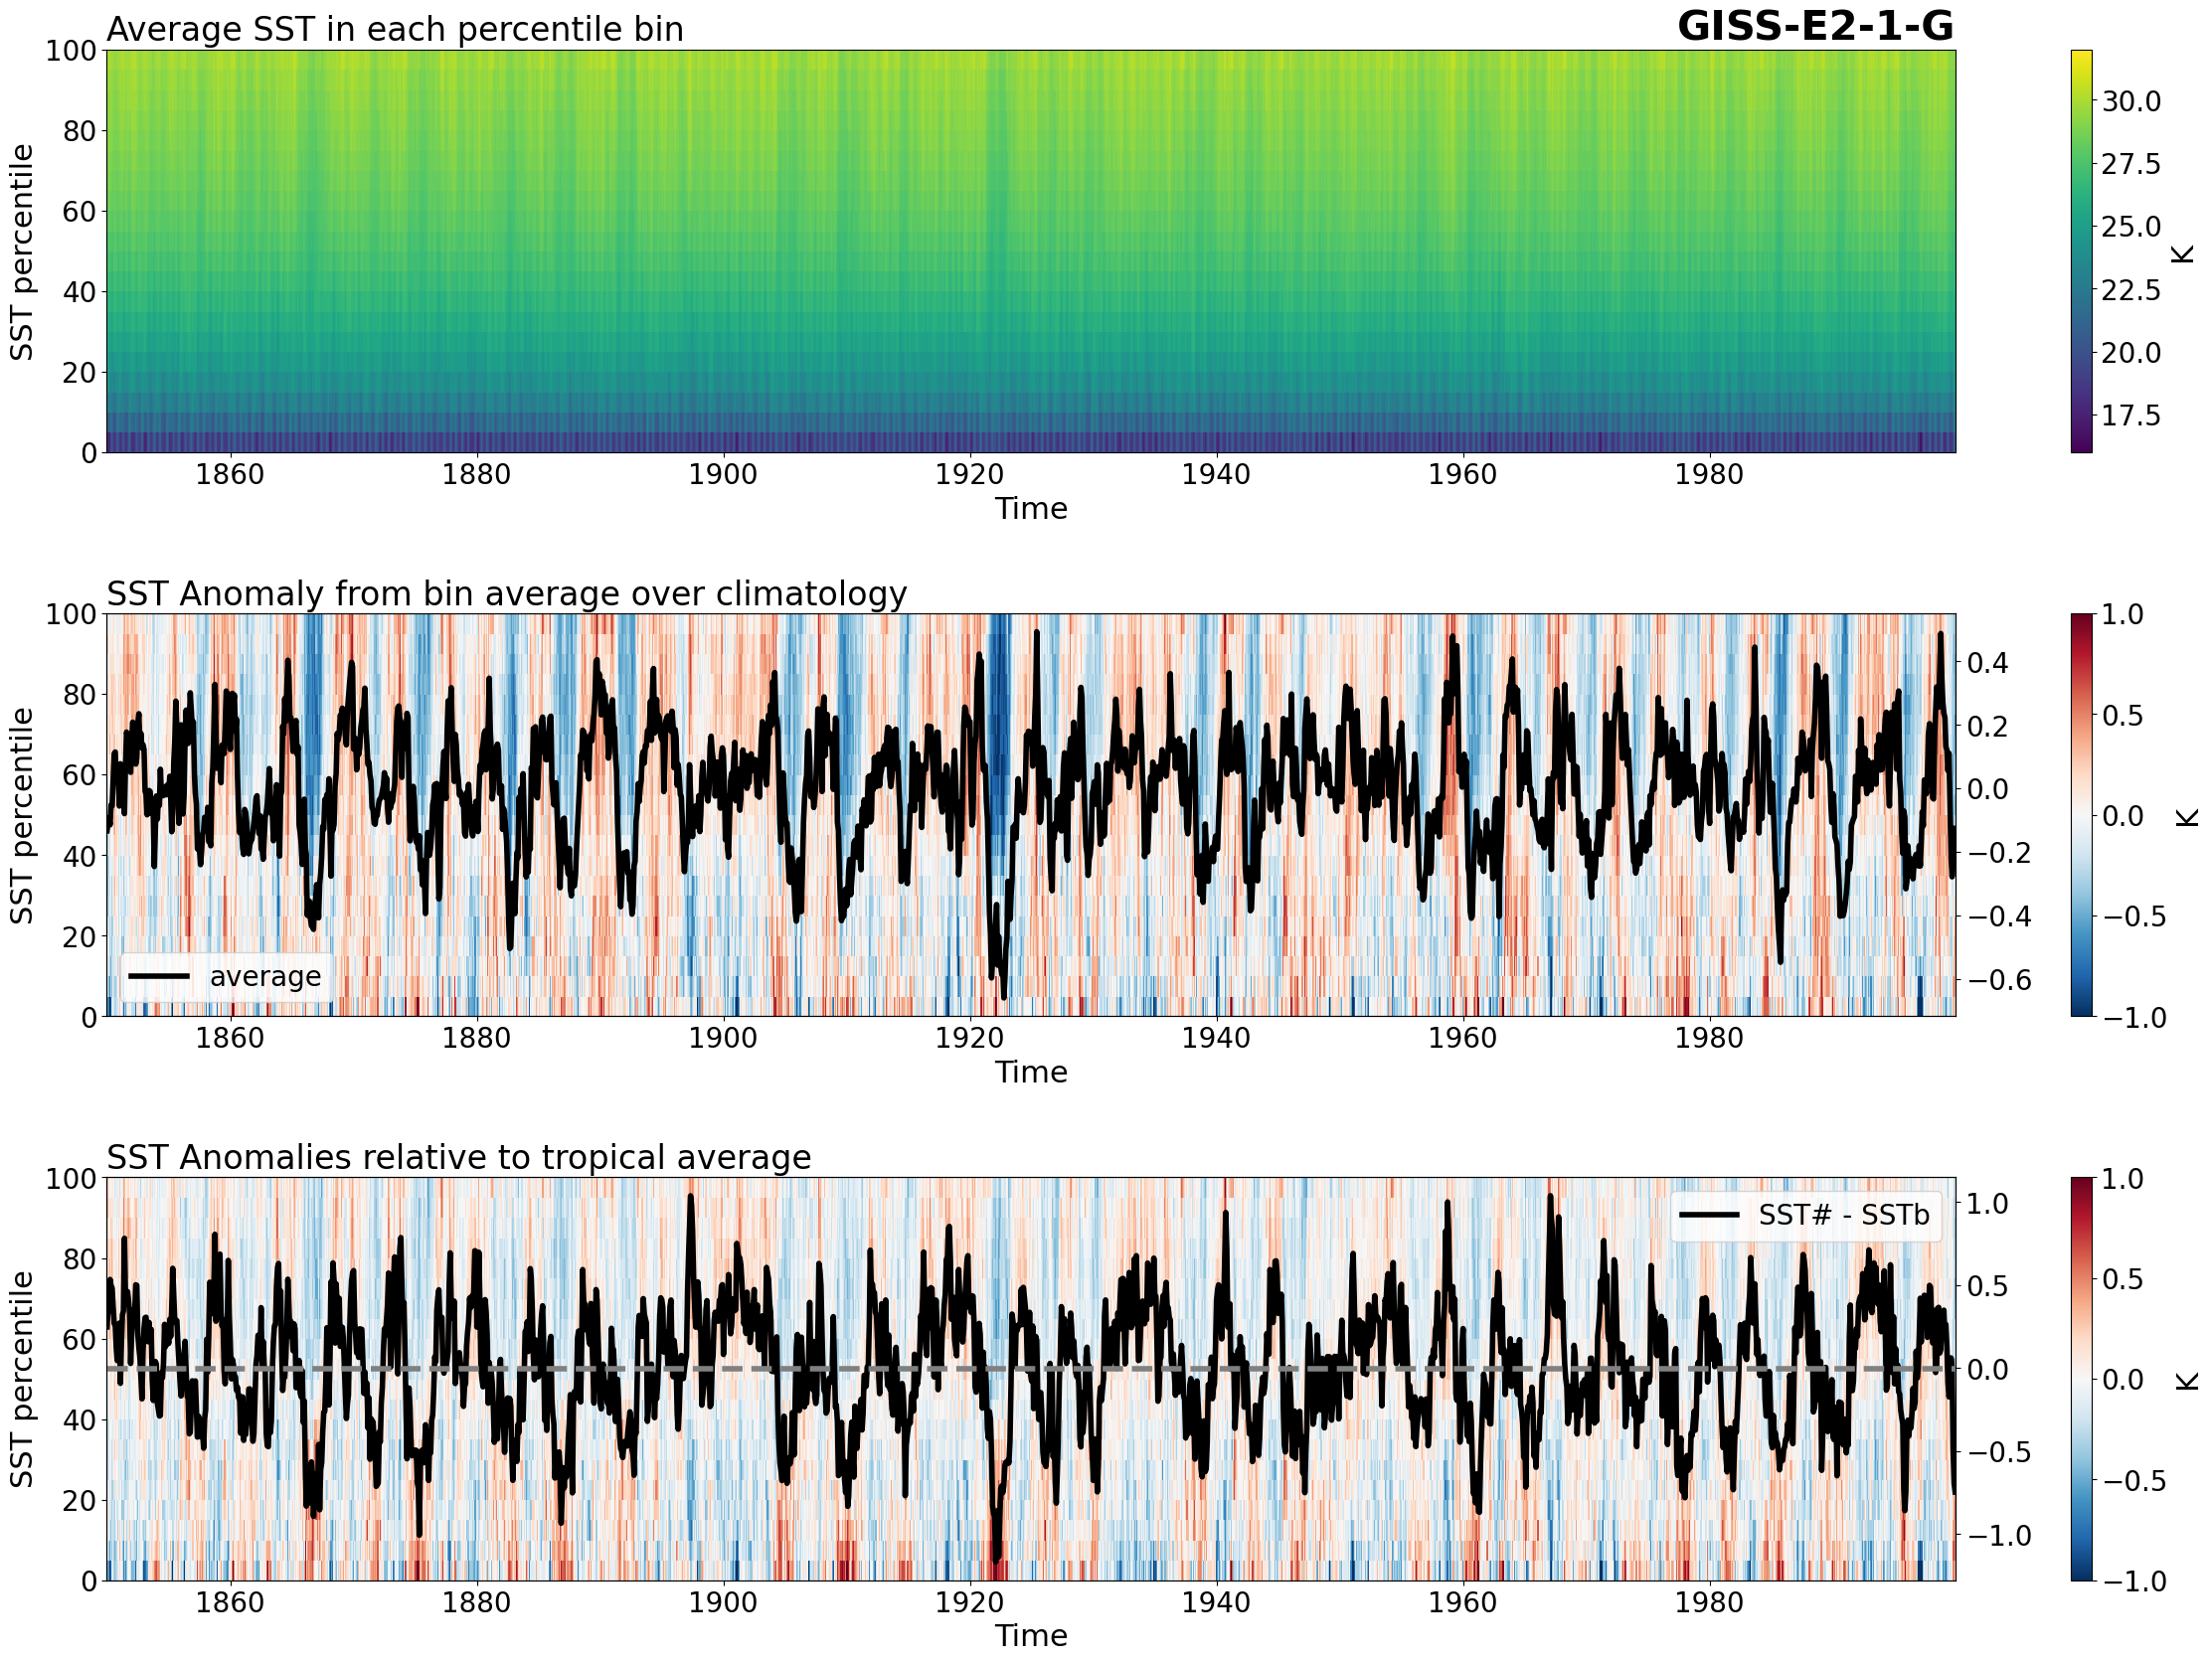 Average SST in each percentile bin
GISS-E2-1-G
100
80
60
40
20
0
SST percentile
1860 1880 1900 1920 1940 1960 1980
Time
30.0
27.5
25.0
22.5
20.0
17.5
K
SST Anomaly from bin average over climatology
100
80
60
40
20
0
SST percentile
average
0.4
0.2
0.0
−0.2
−0.4
−0.6
1860 1880 1900 1920 1940 1960 1980
Time
1.0
0.5
0.0
−0.5
−1.0
K
SST Anomalies relative to tropical average
100
80
60
40
20
0
SST percentile
SST# - SSTb
1.0
0.5
0.0
−0.5
−1.0
1860 1880 1900 1920 1940 1960 1980
Time
1.0
0.5
0.0
−0.5
−1.0
K